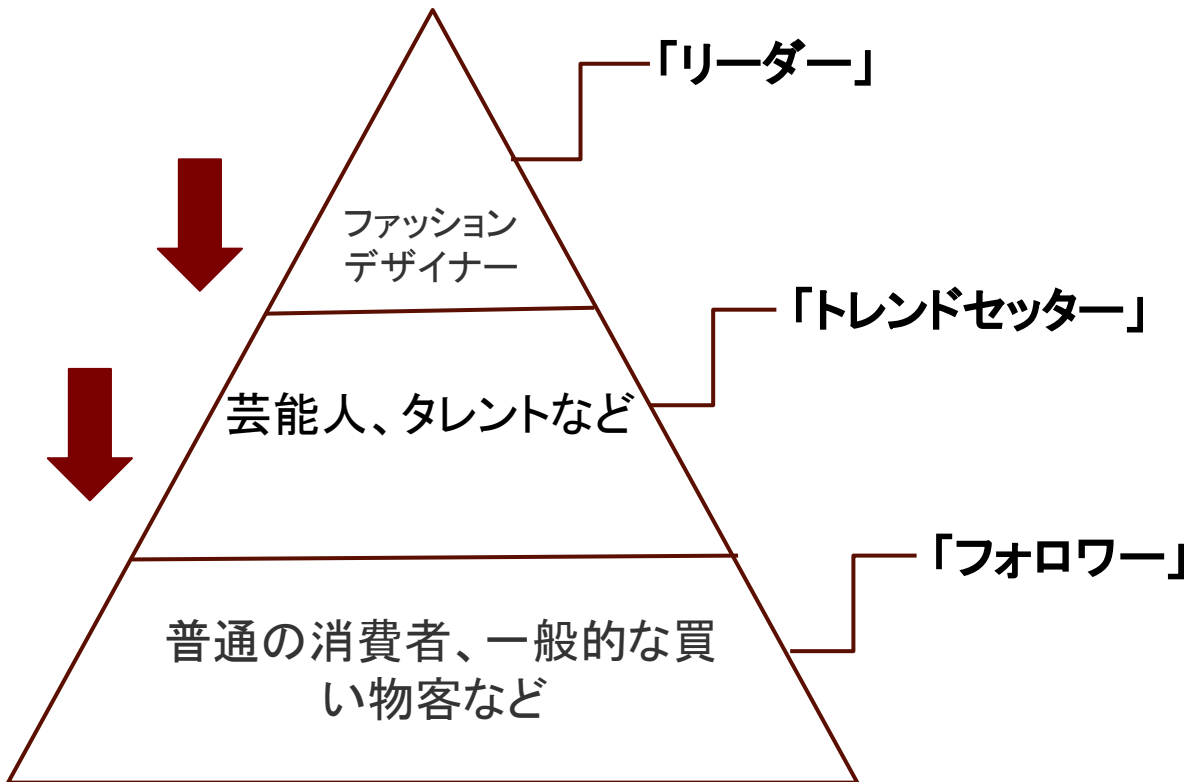 「リーダー」
ファッション
デザイナー
「トレンドセッター」
芸能人、タレントなど
「フォロワー」
普通の消費者、一般的な買
い物客など